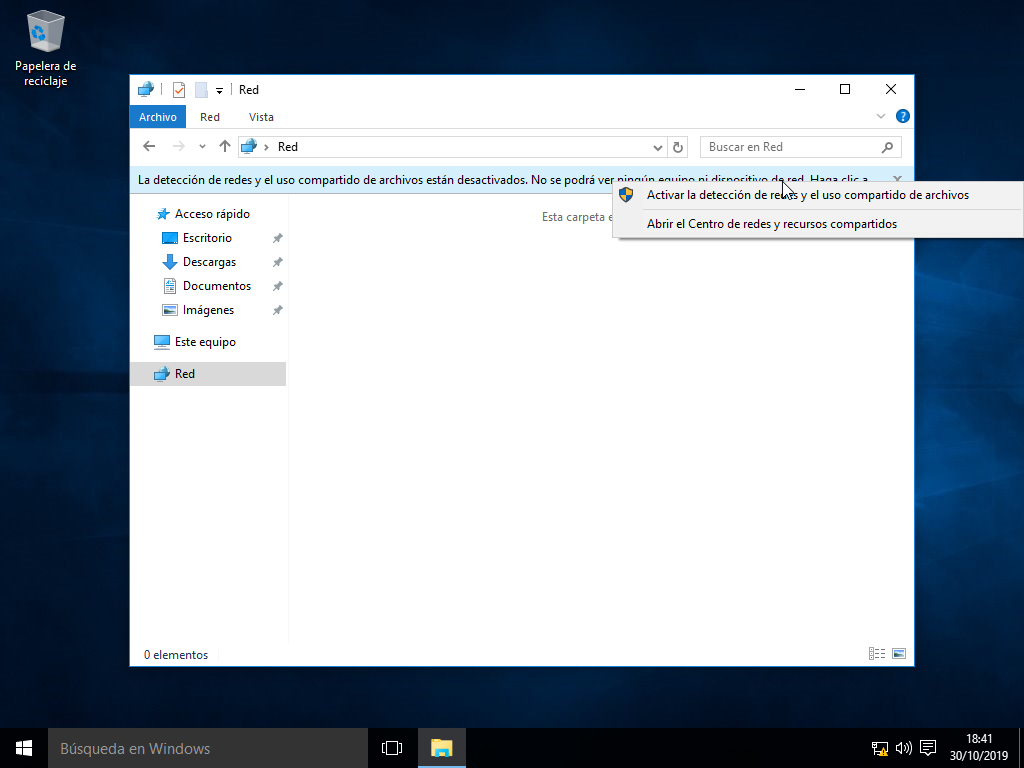 Papelera de
reciclaje
Red
Archivo
Red
Vista
Red
Buscar en Red
La detección de redes y el uso compartido de archivos están desactivados. No se podrá ver ningún equipo ni dispositivo de red. Haga clic a
Activar la detección de redes y el uso compartido de archivos
Abrir el Centro de redes y recursos compartidos
Acceso rápido
Esta carpeta e
Escritorio
Descargas
Documentos
Imágenes
Este equipo
Red
0 elementos
Búsqueda en Windows
18:41
30/10/2019